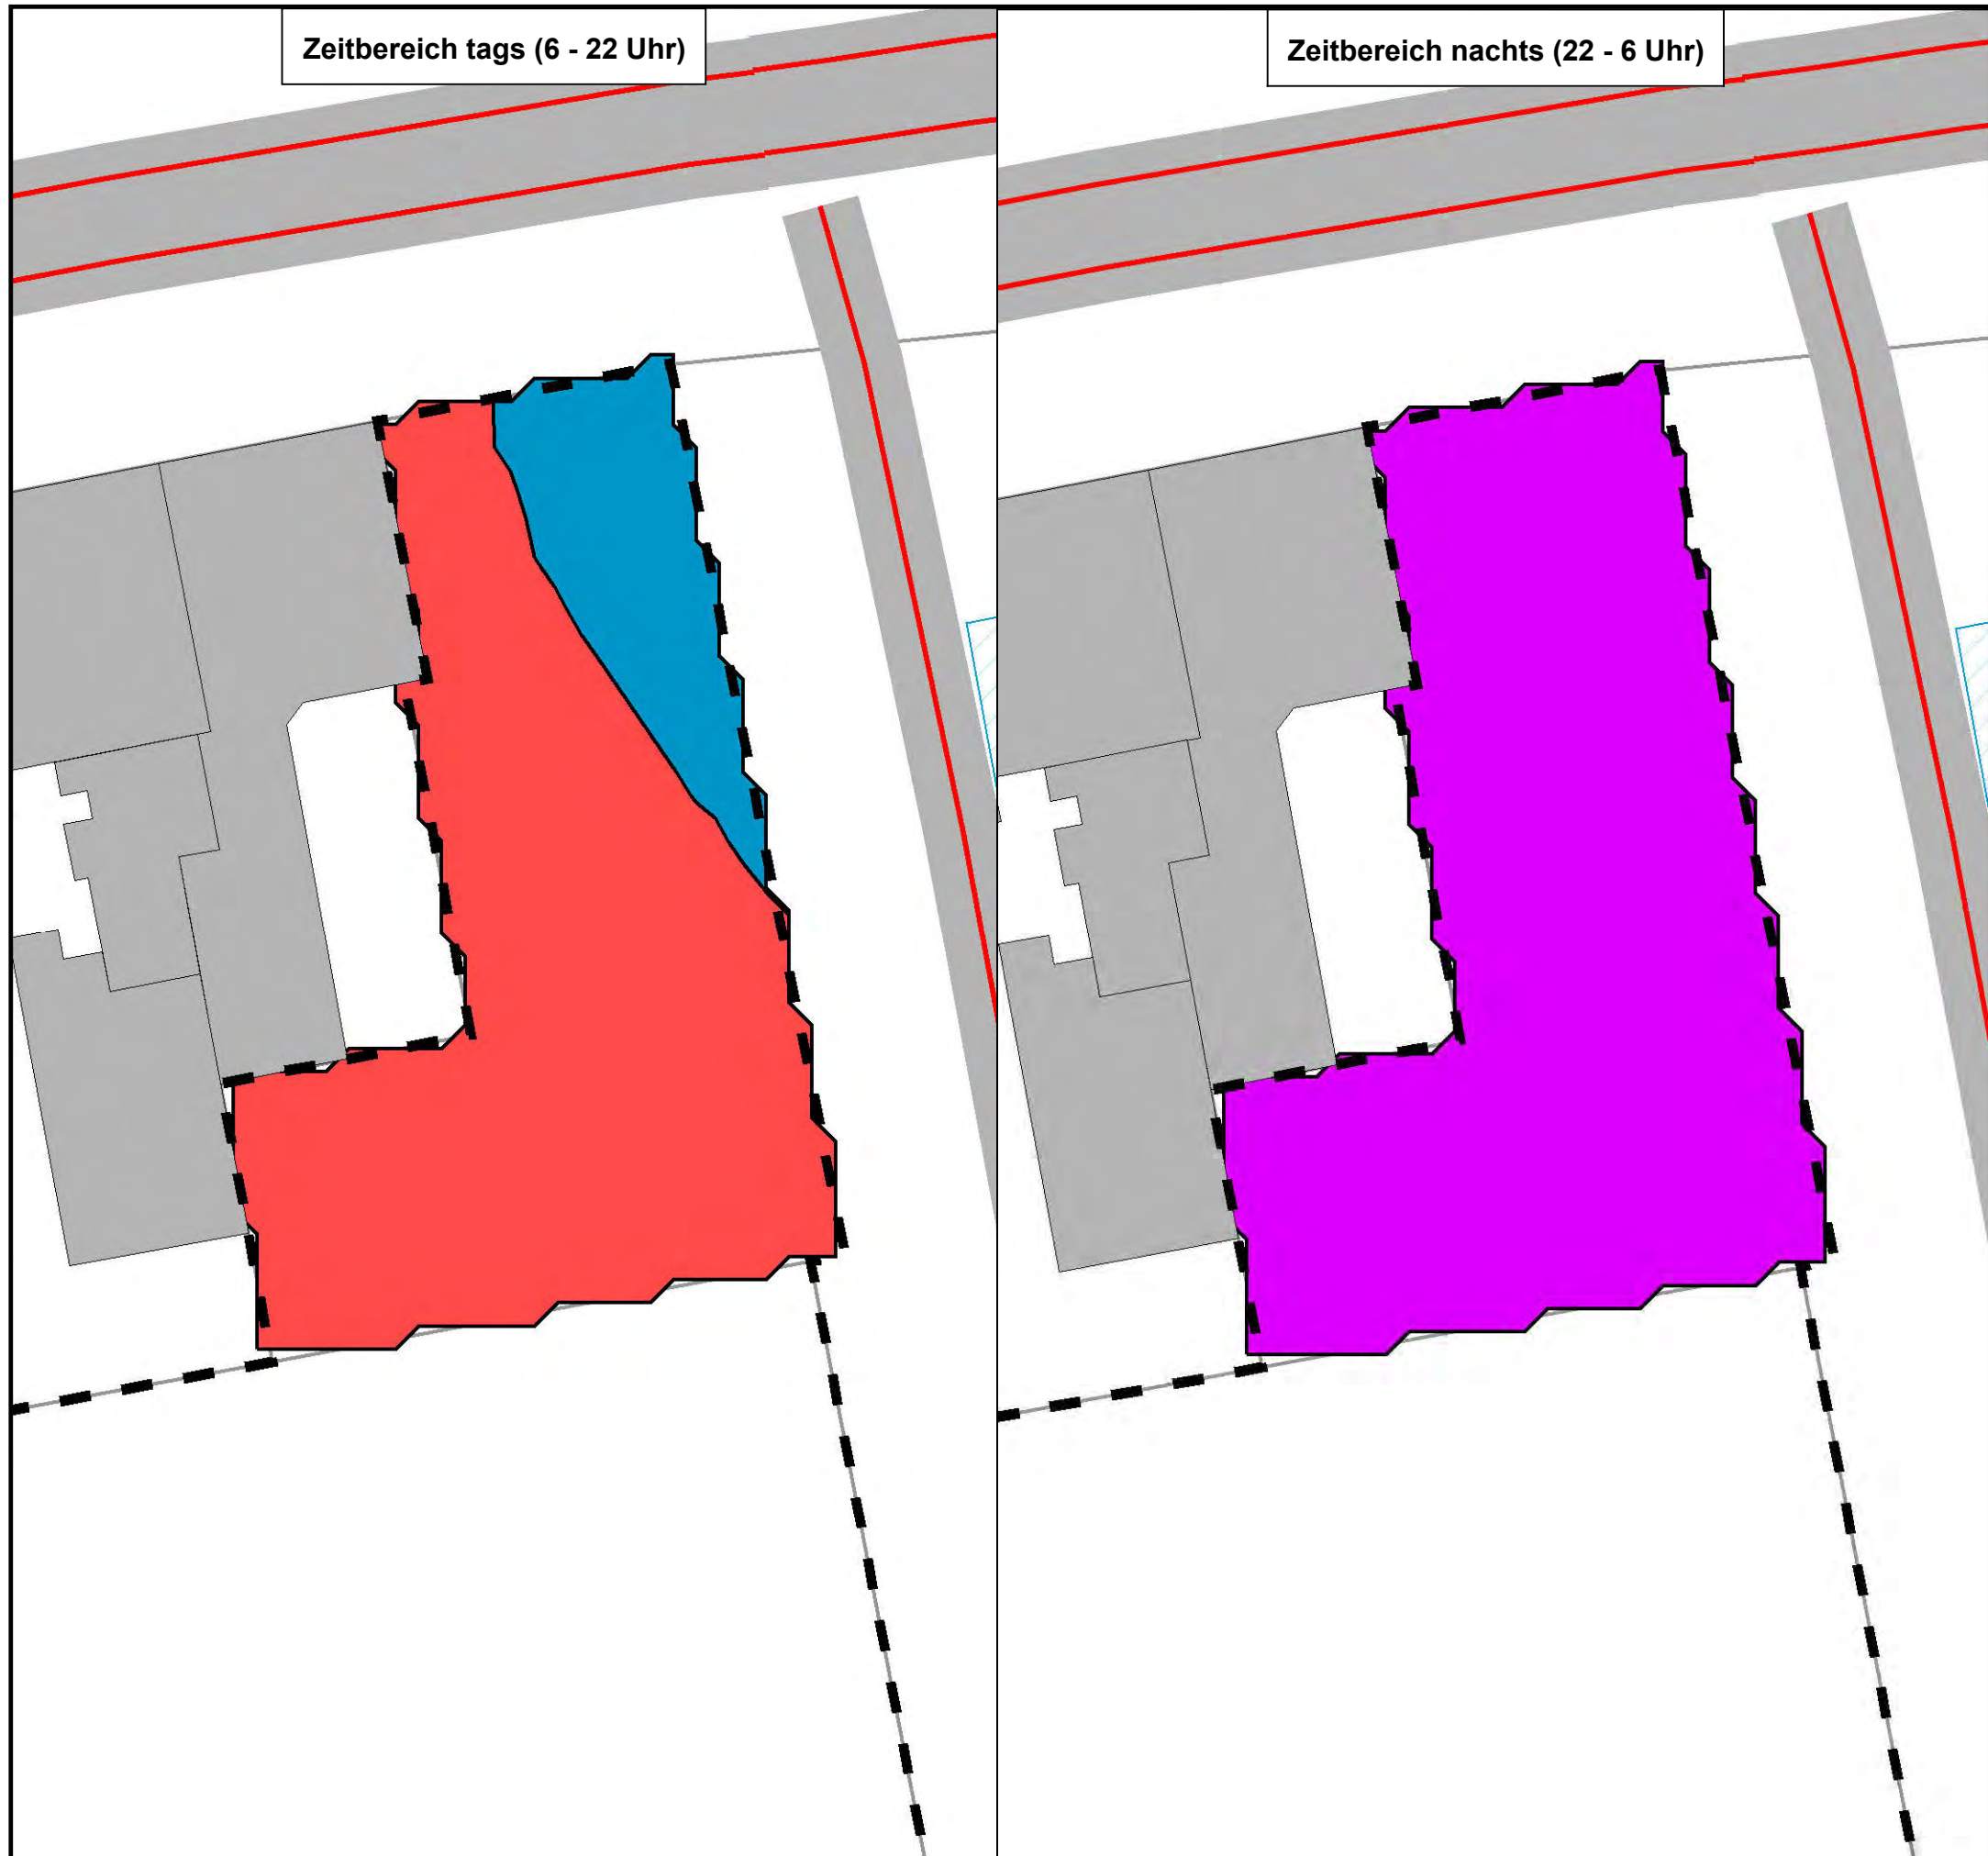 Zeitbereich tags (6 - 22 Uhr)
Zeitbereich nachts (22 - 6 Uhr)